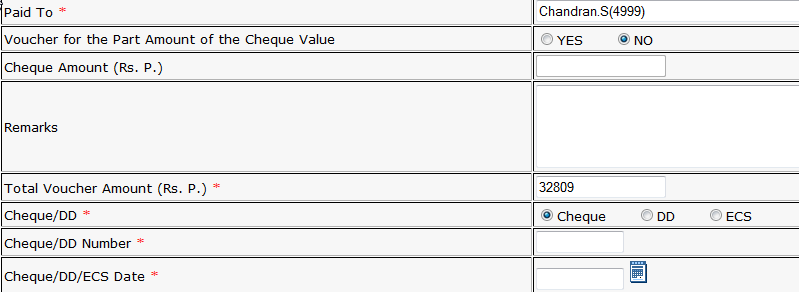 Paid To * Chandran.S(4999)
Voucher for the Part Amount of the Cheque Value YES NO
Cheque Amount (Rs. P.)
Remarks
Total Voucher Amount (Rs. P.) * 32809
Cheque/DD * Cheque DD ECS
Cheque/DD Number *
Cheque/DD/ECS Date *